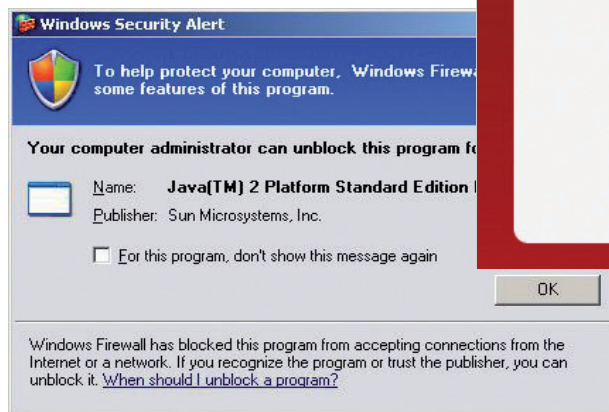 Windows Security Alert
To help protect your computer, Windows
some features of this program.
Your computer administrator can unblock this program
Name: Java(TM) 2 Platform Standard Edition
Publisher: Sun Microsystems, Inc.
For this program, don't show this message again
OK
Windows Firewall has blocked this program from accepting connections from the
Internet or a network. If you recognize the program or trust the publisher, you can
unblock it. When should I unblock a program?